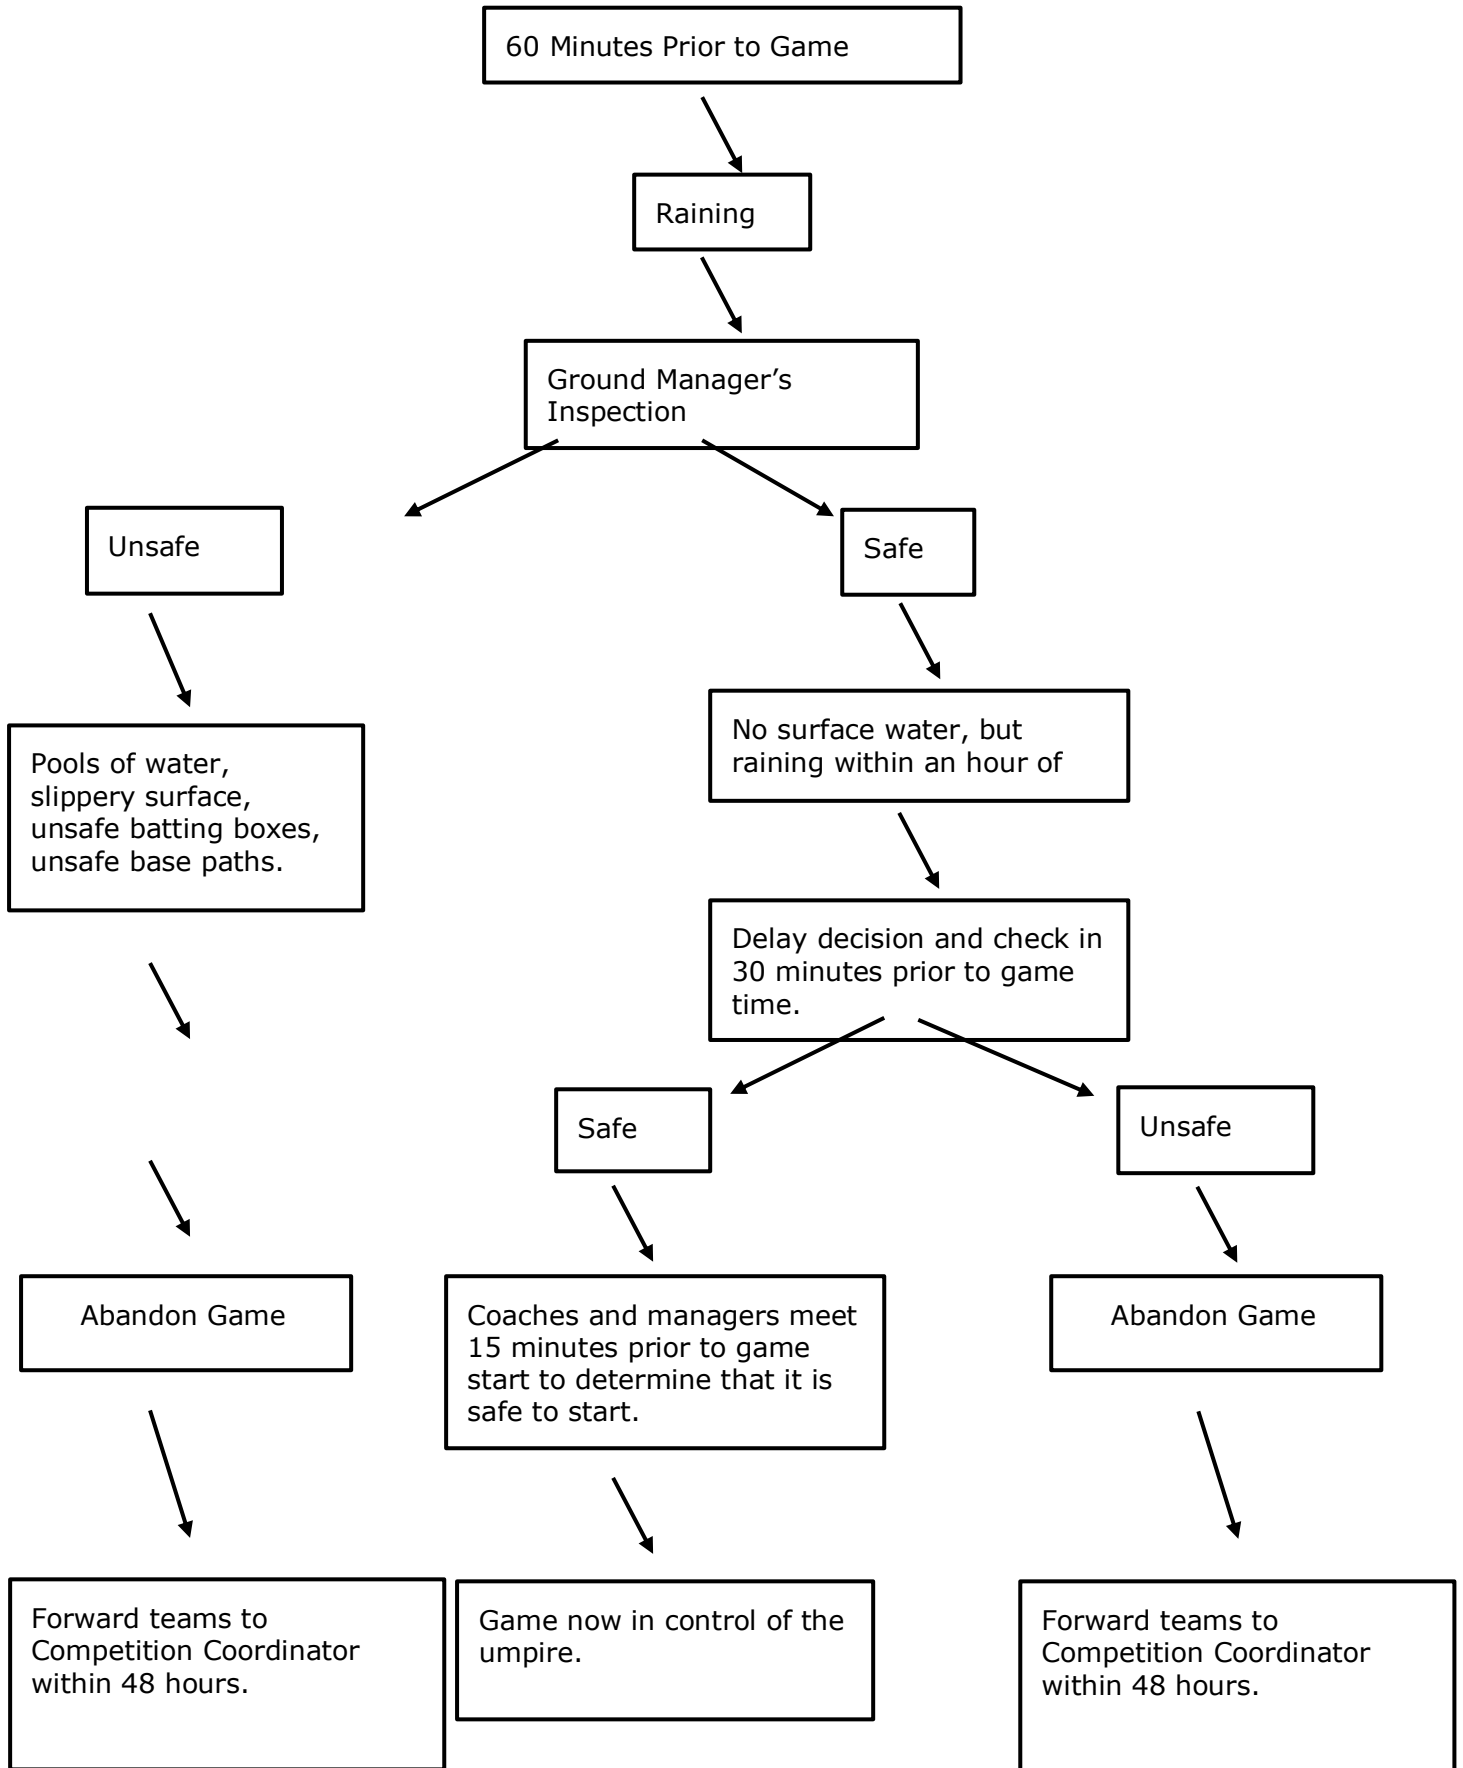 60 Minutes Prior to Game
Raining
Ground Manager’s
Inspection
Unsafe
Safe
Pools of water,
slippery surface,
unsafe batting boxes,
unsafe base paths.
No surface water, but
raining within an hour of
Delay decision and check in
30 minutes prior to game
time.
Safe
Unsafe
Abandon Game
Coaches and managers meet
15 minutes prior to game
start to determine that it is
safe to start.
Abandon Game
Forward teams to
Competition Coordinator
within 48 hours.
Game now in control of the
umpire.
Forward teams to
Competition Coordinator
within 48 hours.